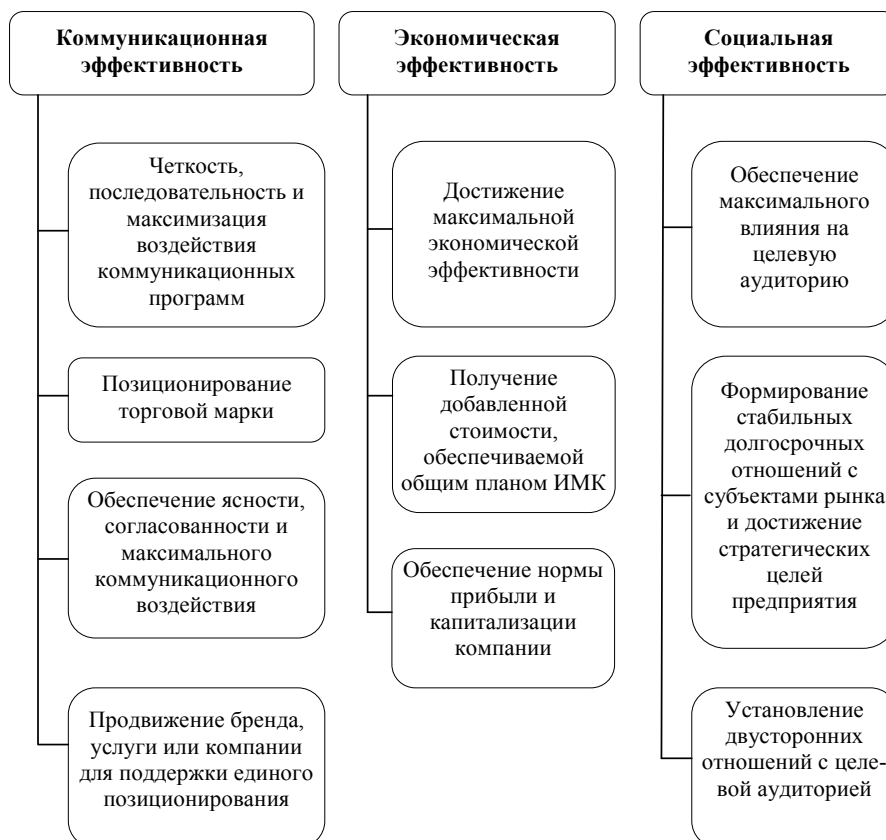 Коммуникационная
эффективность
Четкость,
последовательность и
максимизация
воздействия
коммуникационных
программ
Позиционирование
торговой марки
Обеспечение ясности,
согласованности и
максимального
коммуникационного
воздействия
Продвижение бренда,
услуги или компании
для поддержки единого
позиционирования
Экономическая
эффективность
Достижение
максимальной
экономической
эффективности
Получение
добавленной
стоимости,
обеспечиваемой
общим планом ИМК
Обеспечение нормы
прибыли и
капитализации
компании
Социальная
эффективность
Обеспечение
максимального
влияния на
целевую
аудиторию
Формирование
стабильных
долгосрочных
отношений с
субъектами рынка
и достижение
стратегических
целей
предприятия
Установление
двусторонних
отношений с целе-
вой аудиторией